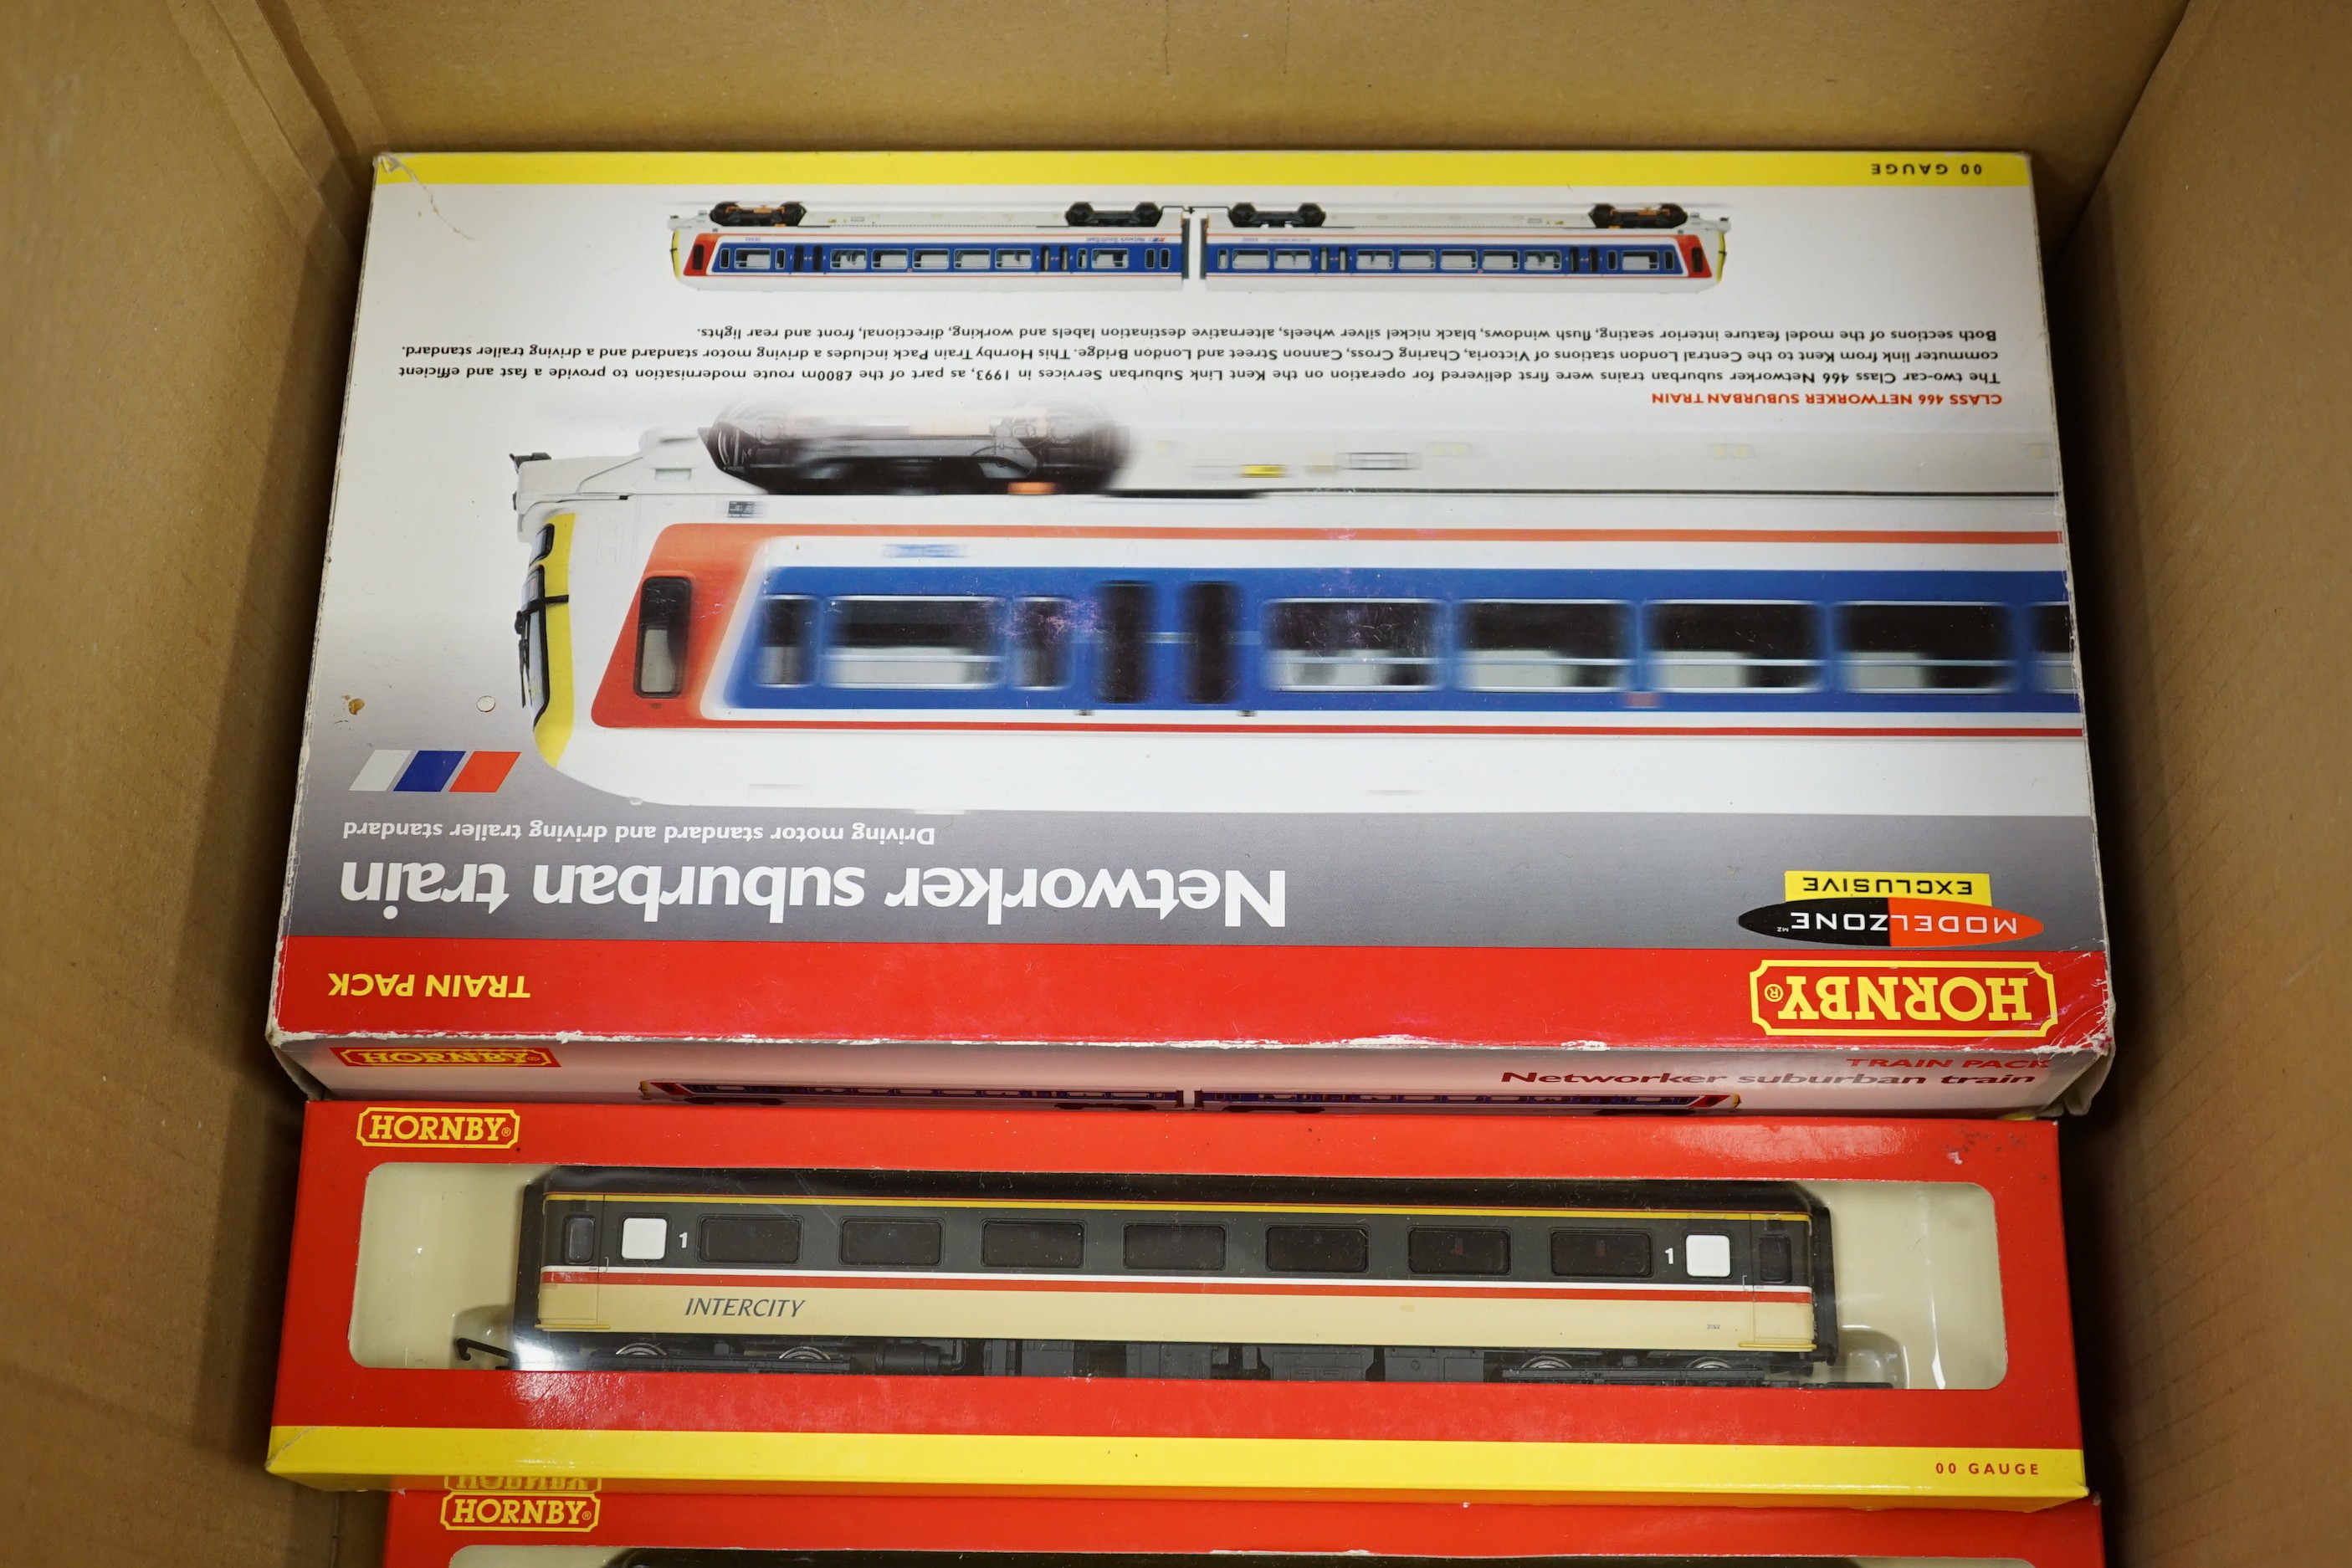 HORNBY®
MODELZONE MZ
EXCLUSIVE
TRAIN PACK
Networker suburban train
Driving motor standard and driving trailer standard
CLASS 466 NETWORKER SUBURBAN TRAIN
The two-car Class 466 Networker suburban trains were first delivered for operation on the Kent Link Suburban Services in 1993, as part of the £800m route modernisation to provide a fast and efficient
commuter link from Kent to the Central London stations of Victoria, Charing Cross, Cannon Street and London Bridge. This Hornby Train Pack includes a driving motor standard and a driving trailer standard.
Both sections of the model feature interior seating, flush windows, black nickel silver wheels, alternative destination labels and working, directional, front and rear lights.
Network SouthEast
00 GAUGE
HORNBY®
TRAIN PACK
Networker suburban train
HORNBY®
1
1
INTERCITY
00 GAUGE
HORNBY
HORNBY®